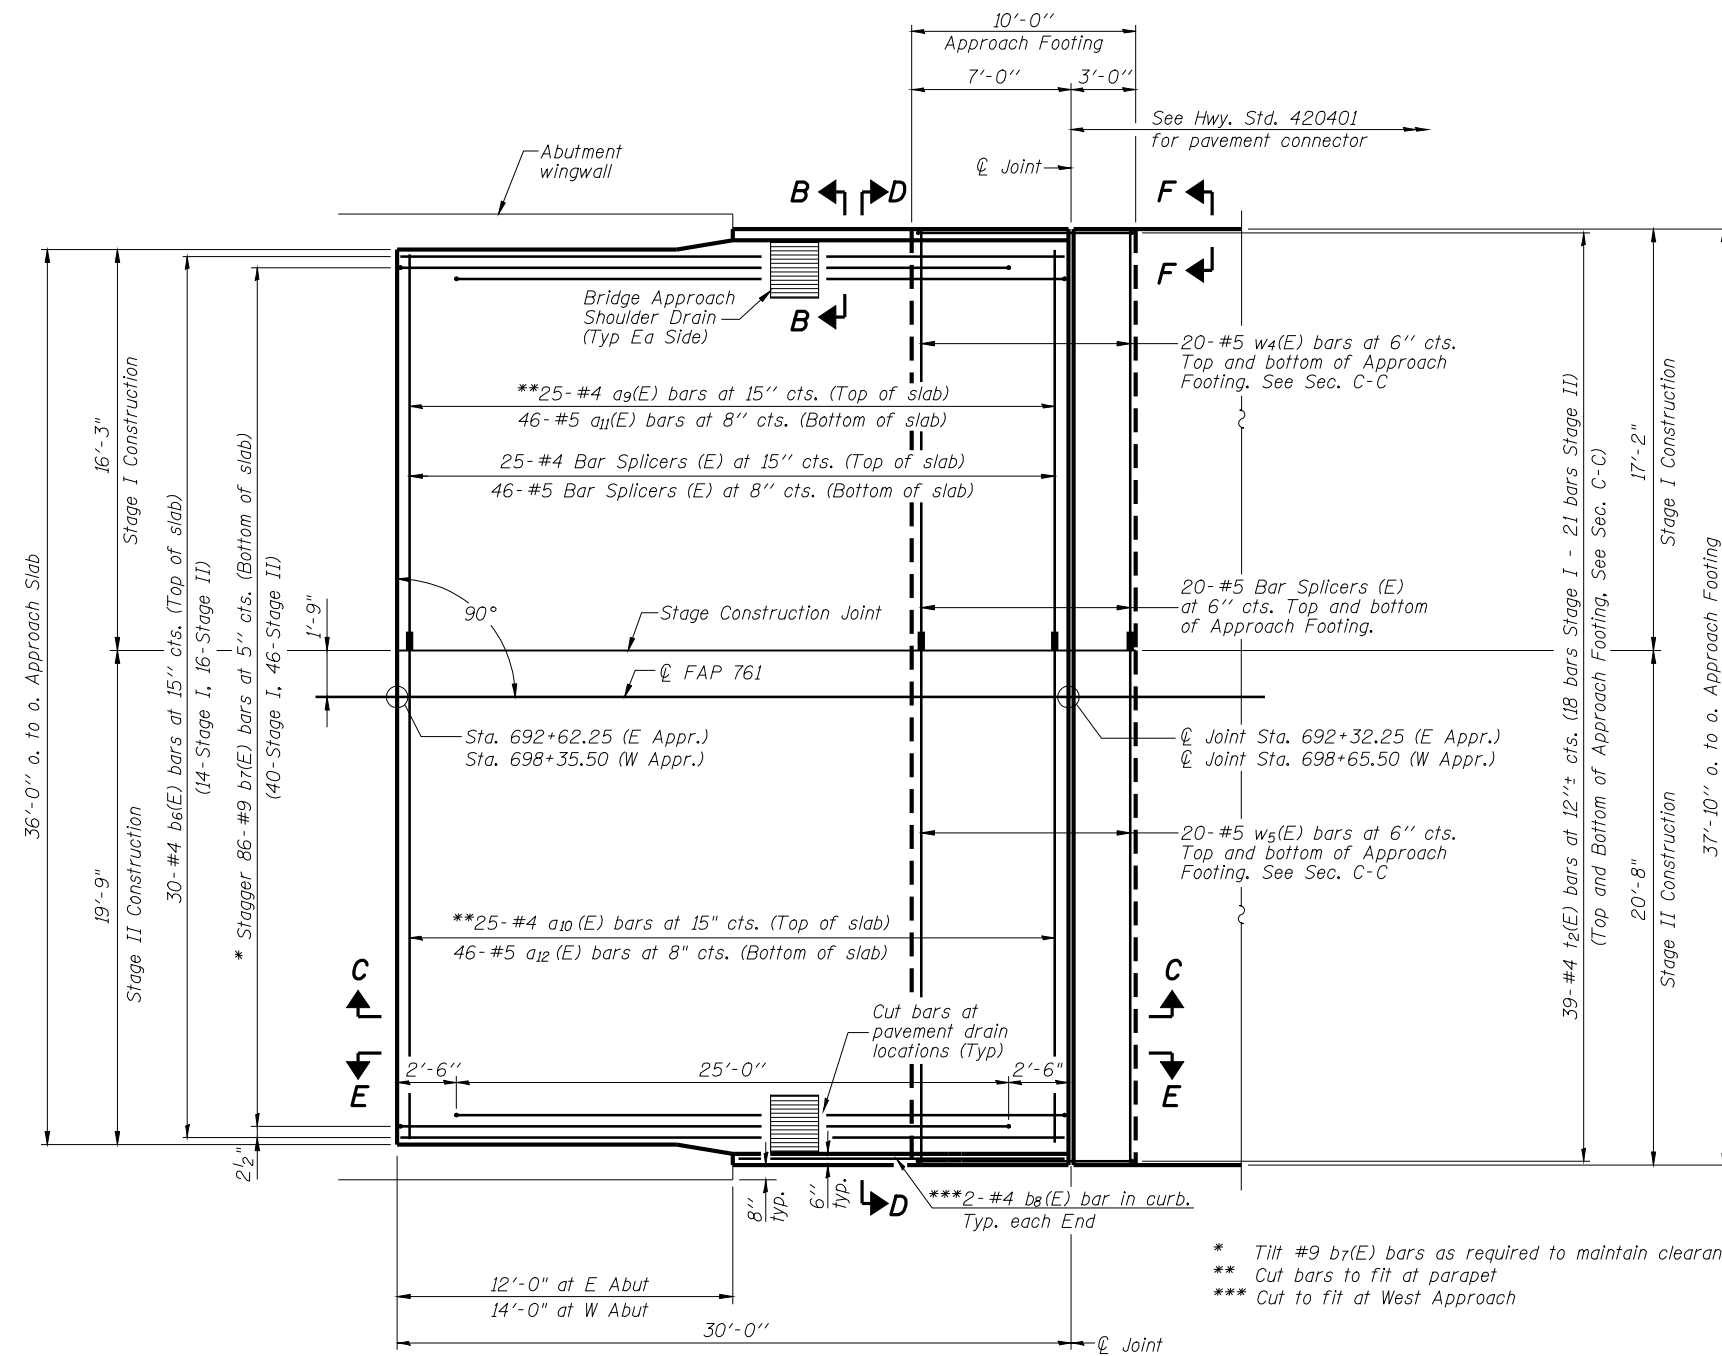 10'-0''
Approach Footing
7'-0''
3'-0''
See Hwy. Std. 420401
for pavement connector
℄ Joint
Abutment
wingwall
B
D
F
F
Bridge Approach
Shoulder Drain
(Typ Ea Side)
B
20-#5 w4(E) bars at 6'' cts.
Top and bottom of Approach
Footing. See Sec. C-C
**25-#4 a9(E) bars at 15'' cts. (Top of slab)
46-#5 a11(E) bars at 8'' cts. (Bottom of slab)
25-#4 Bar Splicers (E) at 15'' cts. (Top of slab)
46-#5 Bar Splicers (E) at 8'' cts. (Bottom of slab)
36'-0'' o. to o. Approach Slab
16'-3"
Stage I Construction
19'-9"
Stage II Construction
30-#4 b6(E) bars at 15'' cts. (Top of slab)
(14-Stage I, 16-Stage II)
* Stagger 86-#9 b7(E) bars at 5'' cts. (Bottom of slab)
(40-Stage I, 46-Stage II)
1'-9"
90°
Stage Construction Joint
℄ FAP 761
20-#5 Bar Splicers (E)
at 6'' cts. Top and bottom
of Approach Footing.
Sta. 692+62.25 (E Appr.)
Sta. 698+35.50 (W Appr.)
℄ Joint Sta. 692+32.25 (E Appr.)
℄ Joint Sta. 698+65.50 (W Appr.)
20-#5 w5(E) bars at 6'' cts.
Top and bottom of Approach
Footing. See Sec. C-C
39-#4 t2(E) bars at 12''± cts. (18 bars Stage I - 21 bars Stage II)
(Top and Bottom of Approach Footing, See Sec. C-C)
17'-2"
Stage I Construction
20'-8"
Stage II Construction
37'-10" o. to o. Approach Footing
**25-#4 a10(E) bars at 15" cts. (Top of slab)
46-#5 a12(E) bars at 8" cts. (Bottom of slab)
C
C
Cut bars at
pavement drain
locations (Typ)
2'-6''
25'-0''
2'-6"
E
E
2½"
8''
typ.
6''
typ.
D
***2-#4 b8(E) bar in curb.
Typ. each End
* Tilt #9 b7(E) bars as required to maintain
** Cut bars to fit at parapet
*** Cut to fit at West Approach
12'-0" at E Abut
14'-0" at W Abut
30'-0''
℄ Joint